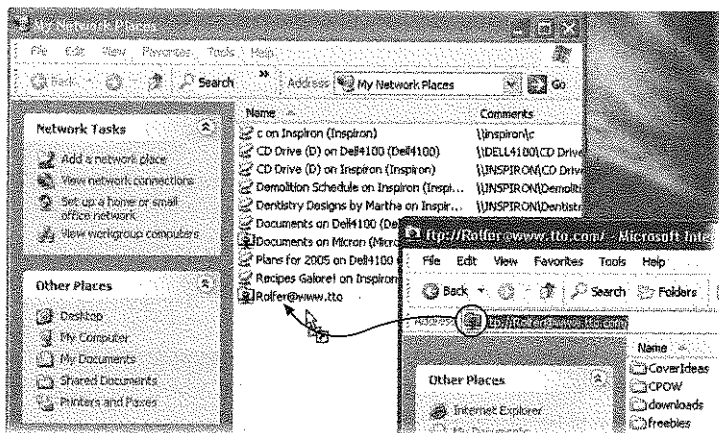 My Network Places
File Edit View Favorites Tools Help
Back Search » Address My Network Places Go
Network Tasks
Add a network place
View network connections
Set up a home or small
office network
View workgroup computers
Other Places
Desktop
My Computer
My Documents
Shared Documents
Printers and Faxes
Name Comments
c on Inspiron (Inspiron) \\inspiron\c
CD Drive (D) on Dell4100 (Dell4100) \\DELL4100\CD Drive
CD Drive (D) on Inspiron (Inspiron) \\INSPIRON\CD Drive
Demolition Schedule on Inspiron (Inspi... \\INSPIRON\Demoliti
Dentistry Designs by Martha on Inspir... \\INSPIRON\Dentistr
Documents on Dell4100 (De
Documents on Micron (Micro
Plans for 2005 on Dell4100
Recipes Galore! on Inspiron
Rolfer@www.tto
ftp://Rolfer@www.tto.com/ - Microsoft Inte
File Edit View Favorites Tools Help
Back Search Folders
Address ftp://Rolfer@www.tto.com/
Other Places
Internet Explorer
My Documents
Name
CoverIdeas
CPOW
downloads
freebies